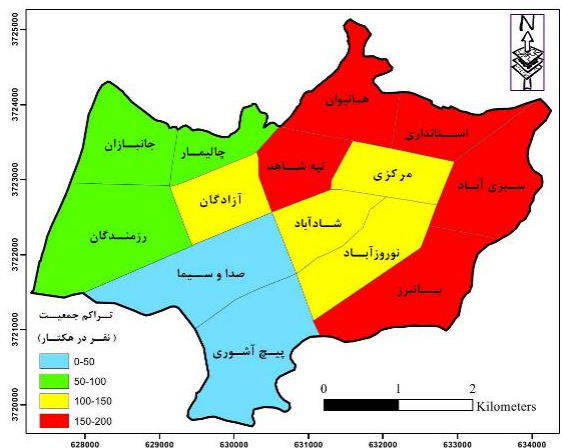 3725000
N
هانیوان
3724000
استانداری
جانبازان
چالیمار
تپه شاهد
مرکزی
3723000
سبزی آباد
آزادگان
شادآباد
رزمندگان
نوروزآباد
3722000
صدا و سیما
بانبرز
تراکم جمعیت
(نفر در هکتار)
3721000
پیچ آشوری
0-50
50-100
100-150
150-200
3720000
0 1 2
Kilometers
628000 629000 630000 631000 632000 633000 634000